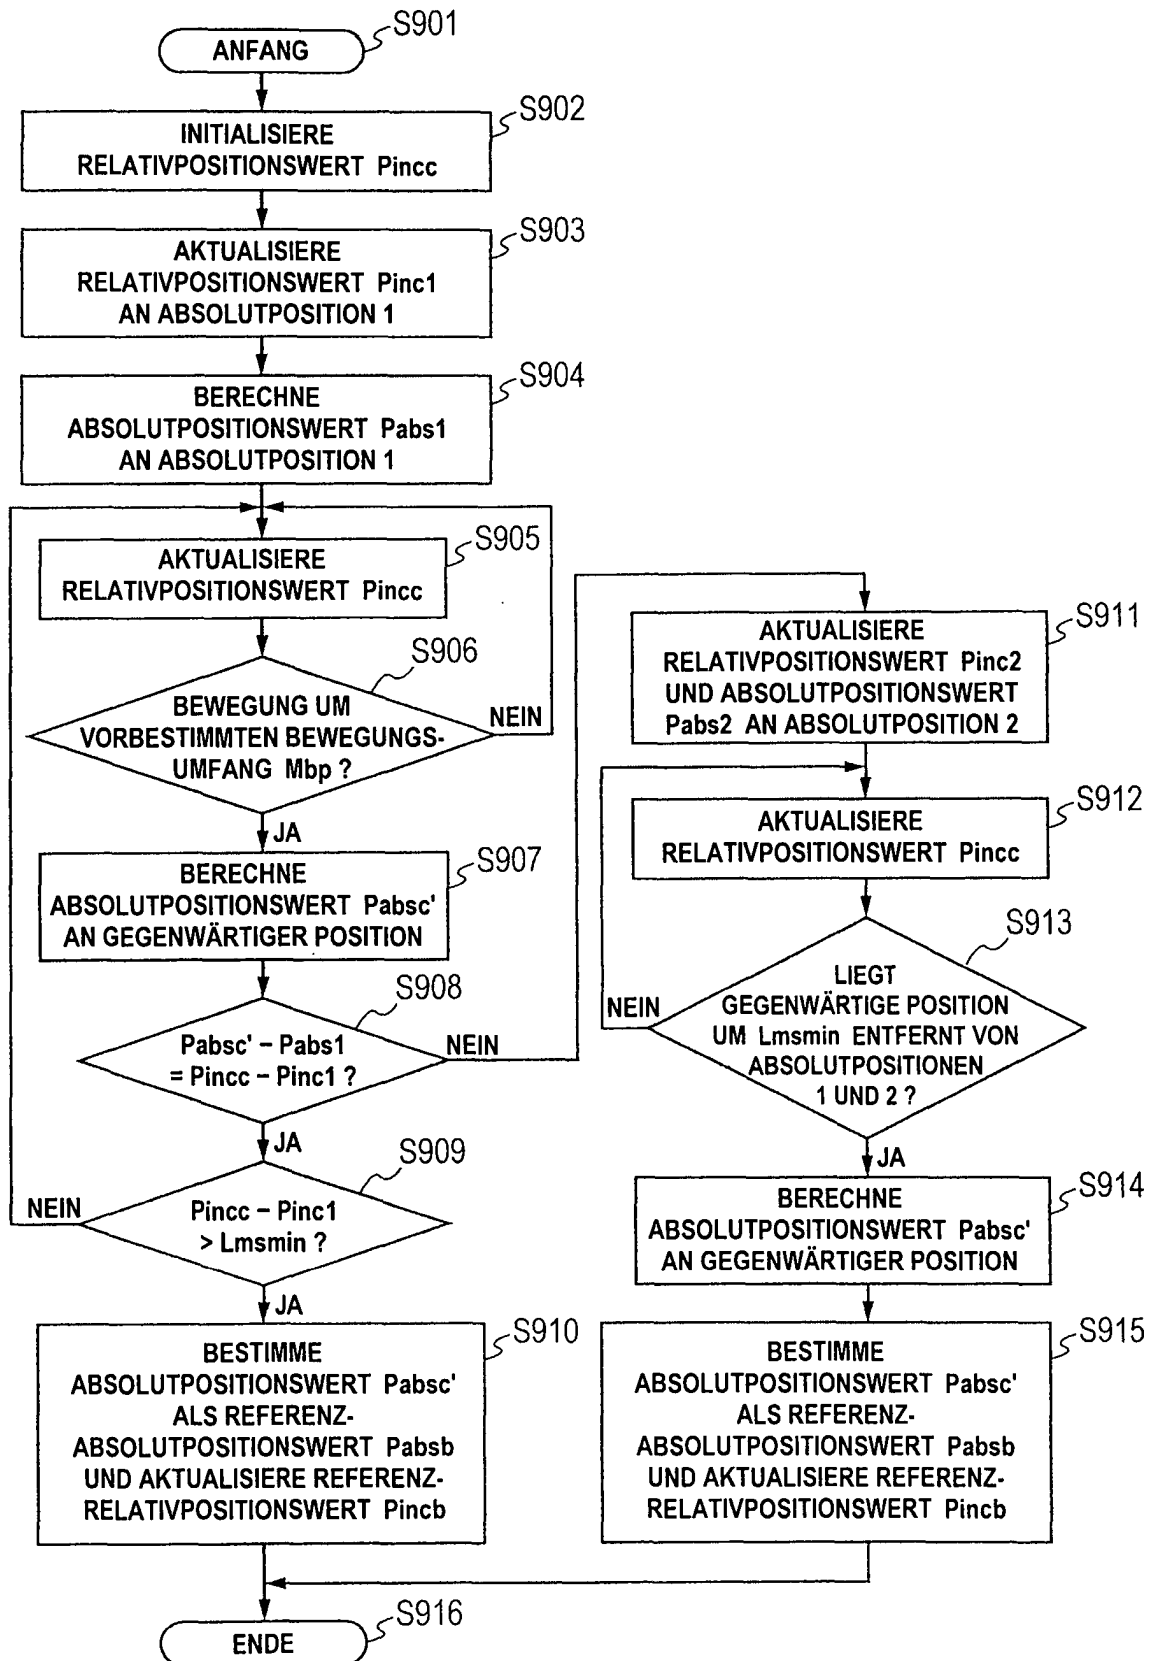 S901
ANFANG
S902
INITIALISIERE
RELATIVPOSITIONSWERT Pincc
S903
AKTUALISIERE
RELATIVPOSITIONSWERT Pinc1
AN ABSOLUTPOSITION 1
S904
BERECHNE
ABSOLUTPOSITIONSWERT Pabs1
AN ABSOLUTPOSITION 1
S905
AKTUALISIERE
RELATIVPOSITIONSWERT Pincc
S906
BEWEGUNG UM
VORBESTIMMTEN BEWEGUNGS-
UMFANG Mbp ?
NEIN
JA
S907
BERECHNE
ABSOLUTPOSITIONSWERT Pabsc'
AN GEGENWÄRTIGER POSITION
S908
Pabsc' – Pabs1
= Pincc – Pinc1 ?
NEIN
JA
S909
Pincc – Pinc1
> Lmsmin ?
NEIN
JA
S910
BESTIMME
ABSOLUTPOSITIONSWERT Pabsc'
ALS REFERENZ-
ABSOLUTPOSITIONSWERT Pabsb
UND AKTUALISIERE REFERENZ-
RELATIVPOSITIONSWERT Pincb
S911
AKTUALISIERE
RELATIVPOSITIONSWERT Pinc2
UND ABSOLUTPOSITIONSWERT
Pabs2 AN ABSOLUTPOSITION 2
S912
AKTUALISIERE
RELATIVPOSITIONSWERT Pincc
S913
LIEGT
GEGENWÄRTIGE POSITION
UM Lmsmin ENTFERNT VON
ABSOLUTPOSITIONEN
1 UND 2 ?
NEIN
JA
S914
BERECHNE
ABSOLUTPOSITIONSWERT Pabsc'
AN GEGENWÄRTIGER POSITION
S915
BESTIMME
ABSOLUTPOSITIONSWERT Pabsc'
ALS REFERENZ-
ABSOLUTPOSITIONSWERT Pabsb
UND AKTUALISIERE REFERENZ-
RELATIVPOSITIONSWERT Pincb
S916
ENDE